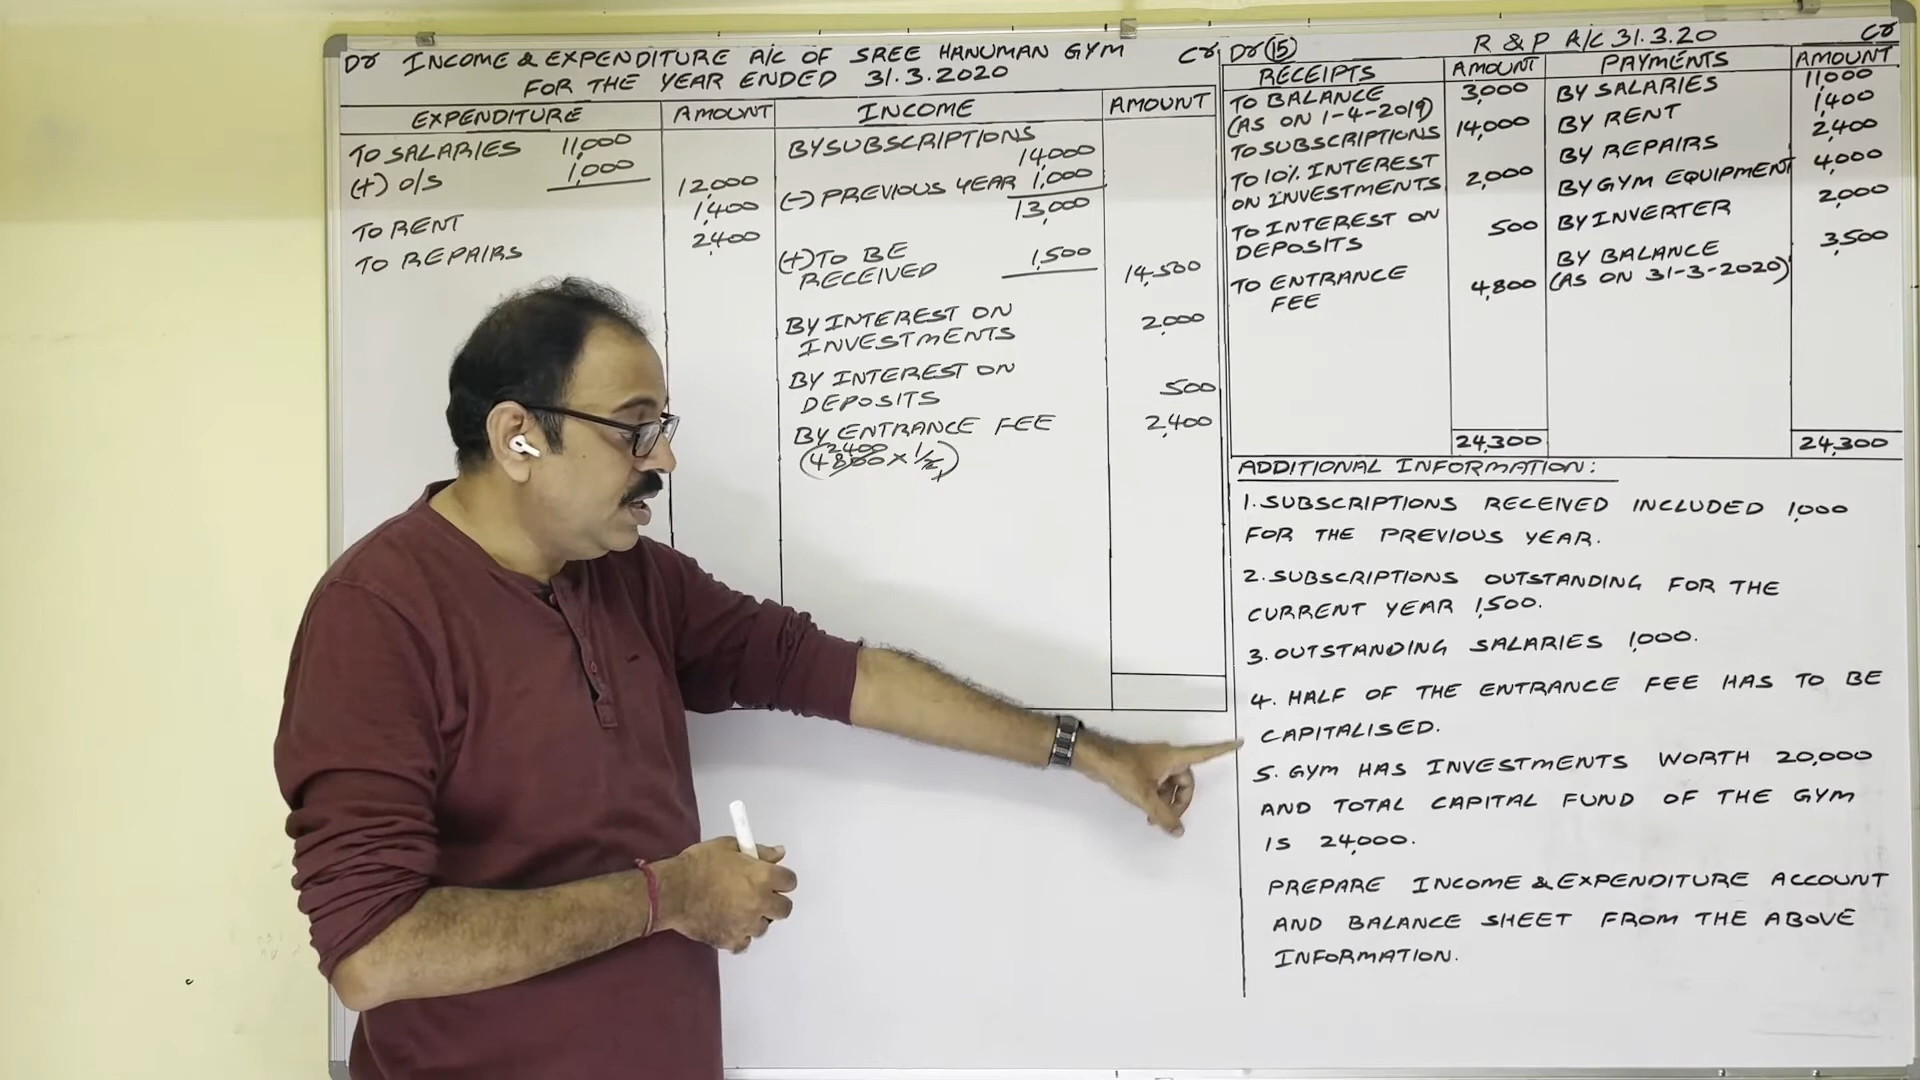 Dr INCOME & EXPENDITURE A/C OF SREE HANUMAN GYM Cr
FOR THE YEAR ENDED 31.3.2020
EXPENDITURE AMOUNT INCOME AMOUNT
TO SALARIES 11,000
(+) O/S 1,000 12,000
TO RENT 1,400
TO REPAIRS 2,400
BY SUBSCRIPTIONS
14,000
(-) PREVIOUS YEAR 1,000
13,000
(+) TO BE
RECEIVED 1,500 14,500
BY INTEREST ON
INVESTMENTS 2,000
BY INTEREST ON
DEPOSITS 500
BY ENTRANCE FEE 2,400
2400
(4800 × 1/2)
Dr (15) R & P A/C 31.3.20 Cr
RECEIPTS AMOUNT PAYMENTS AMOUNT
TO BALANCE 3,000
(AS ON 1-4-2019)
TO SUBSCRIPTIONS 14,000
TO 10% INTEREST
ON INVESTMENTS 2,000
TO INTEREST ON
DEPOSITS 500
TO ENTRANCE
FEE 4,800
24,300
BY SALARIES 11,000
BY RENT 1,400
BY REPAIRS 2,400
BY GYM EQUIPMENT 4,000
BY INVERTER 2,000
BY BALANCE 3,500
(AS ON 31-3-2020)
24,300
ADDITIONAL INFORMATION:
1. SUBSCRIPTIONS RECEIVED INCLUDED 1,000
FOR THE PREVIOUS YEAR.
2. SUBSCRIPTIONS OUTSTANDING FOR THE
CURRENT YEAR 1,500.
3. OUTSTANDING SALARIES 1,000.
4. HALF OF THE ENTRANCE FEE HAS TO BE
CAPITALISED.
5. GYM HAS INVESTMENTS WORTH 20,000
AND TOTAL CAPITAL FUND OF THE GYM
IS 24,000.
PREPARE INCOME & EXPENDITURE ACCOUNT
AND BALANCE SHEET FROM THE ABOVE
INFORMATION.